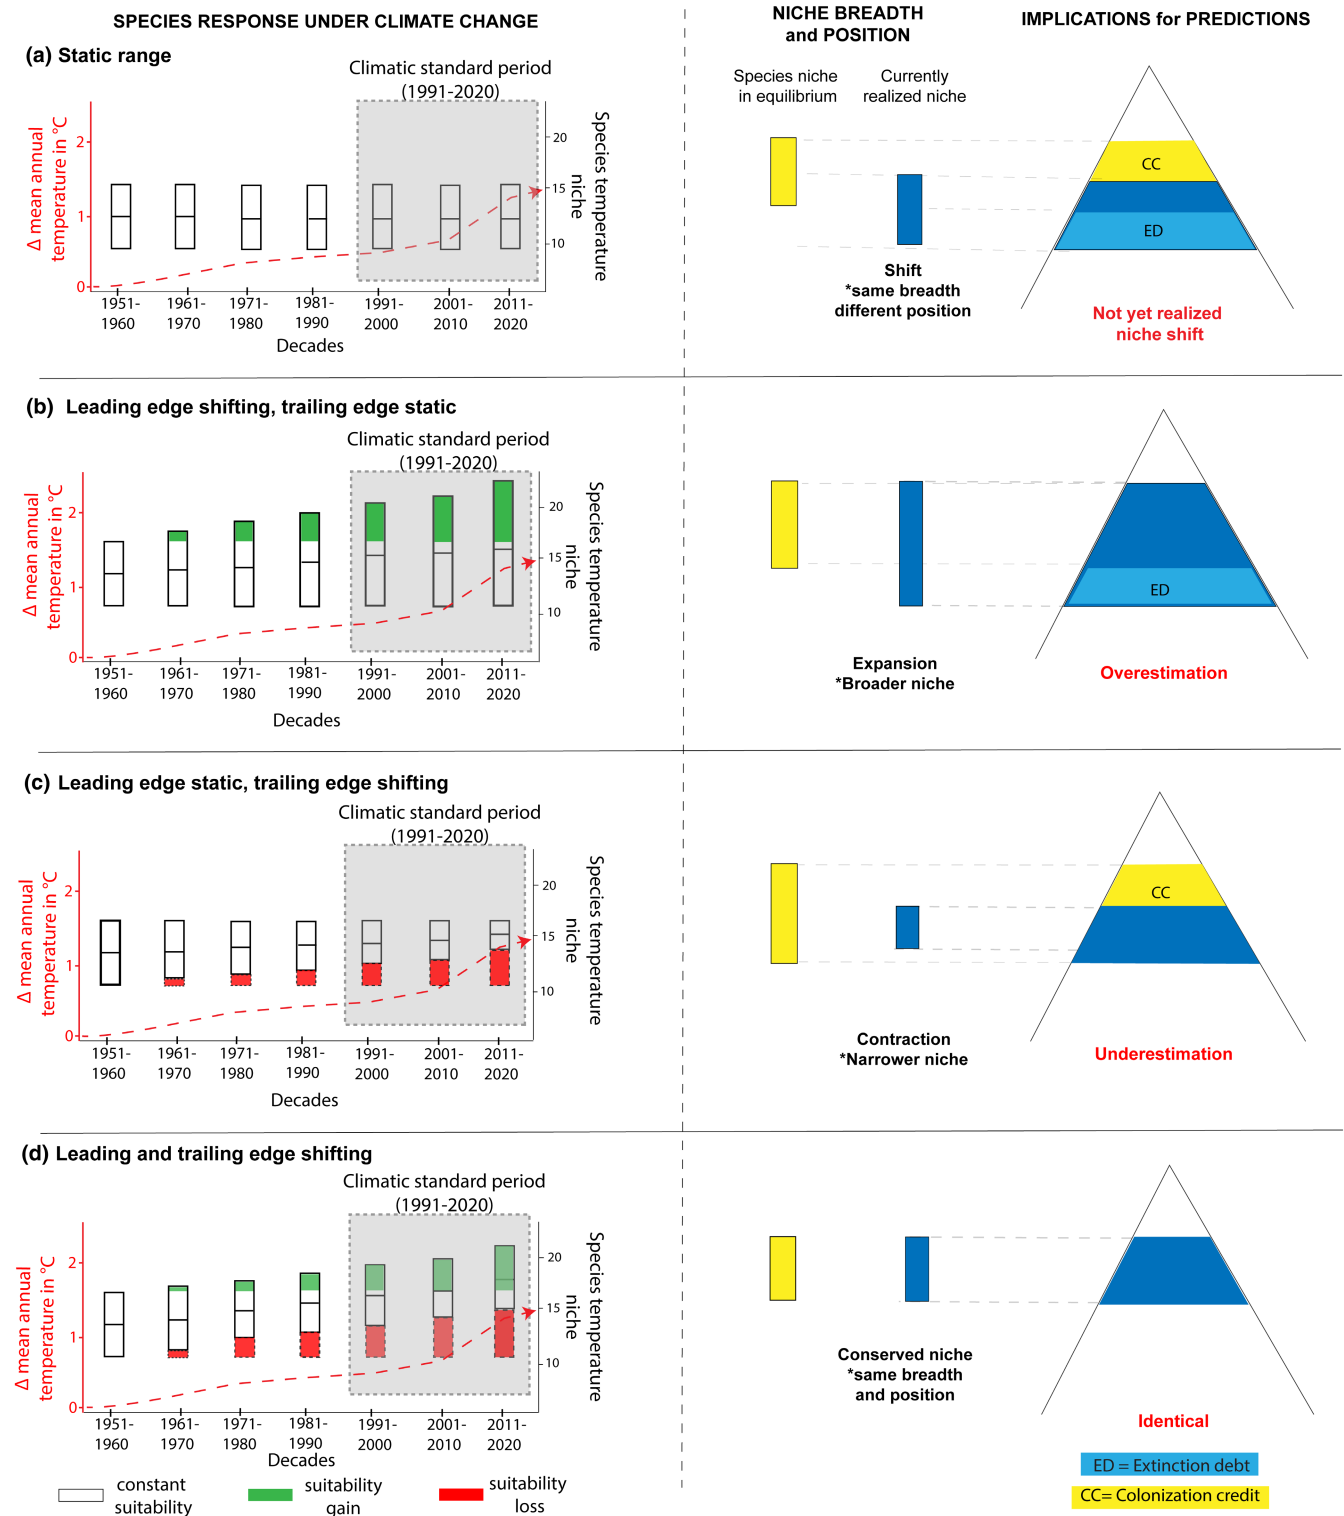 SPECIES RESPONSE UNDER CLIMATE CHANGE
NICHE BREADTH
and POSITION
IMPLICATIONS for PREDICTIONS
(a) Static range
Climatic standard period
(1991-2020)
Δ mean annual
temperature in °C
2
1
0
20
15
10
Species temperature
niche
1951-
1960
1961-
1970
1971-
1980
1981-
1990
1991-
2000
2001-
2010
2011-
2020
Decades
Species niche
in equilibrium
Currently
realized niche
Shift
*same breadth
different position
CC
ED
Not yet realized
niche shift
(b) Leading edge shifting, trailing edge static
Climatic standard period
(1991-2020)
Δ mean annual
temperature in °C
2
1
0
20
15
10
Species temperature
niche
1951-
1960
1961-
1970
1971-
1980
1981-
1990
1991-
2000
2001-
2010
2011-
2020
Decades
Expansion
*Broader niche
ED
Overestimation
(c) Leading edge static, trailing edge shifting
Climatic standard period
(1991-2020)
Δ mean annual
temperature in °C
2
1
0
20
15
10
Species temperature
niche
1951-
1960
1961-
1970
1971-
1980
1981-
1990
1991-
2000
2001-
2010
2011-
2020
Decades
Contraction
*Narrower niche
CC
Underestimation
(d) Leading and trailing edge shifting
Climatic standard period
(1991-2020)
Δ mean annual
temperature in °C
2
1
0
20
15
10
Species temperature
niche
1951-
1960
1961-
1970
1971-
1980
1981-
1990
1991-
2000
2001-
2010
2011-
2020
Decades
Conserved niche
*same breadth
and position
Identical
constant
suitability
suitability
gain
suitability
loss
ED = Extinction debt
CC= Colonization credit